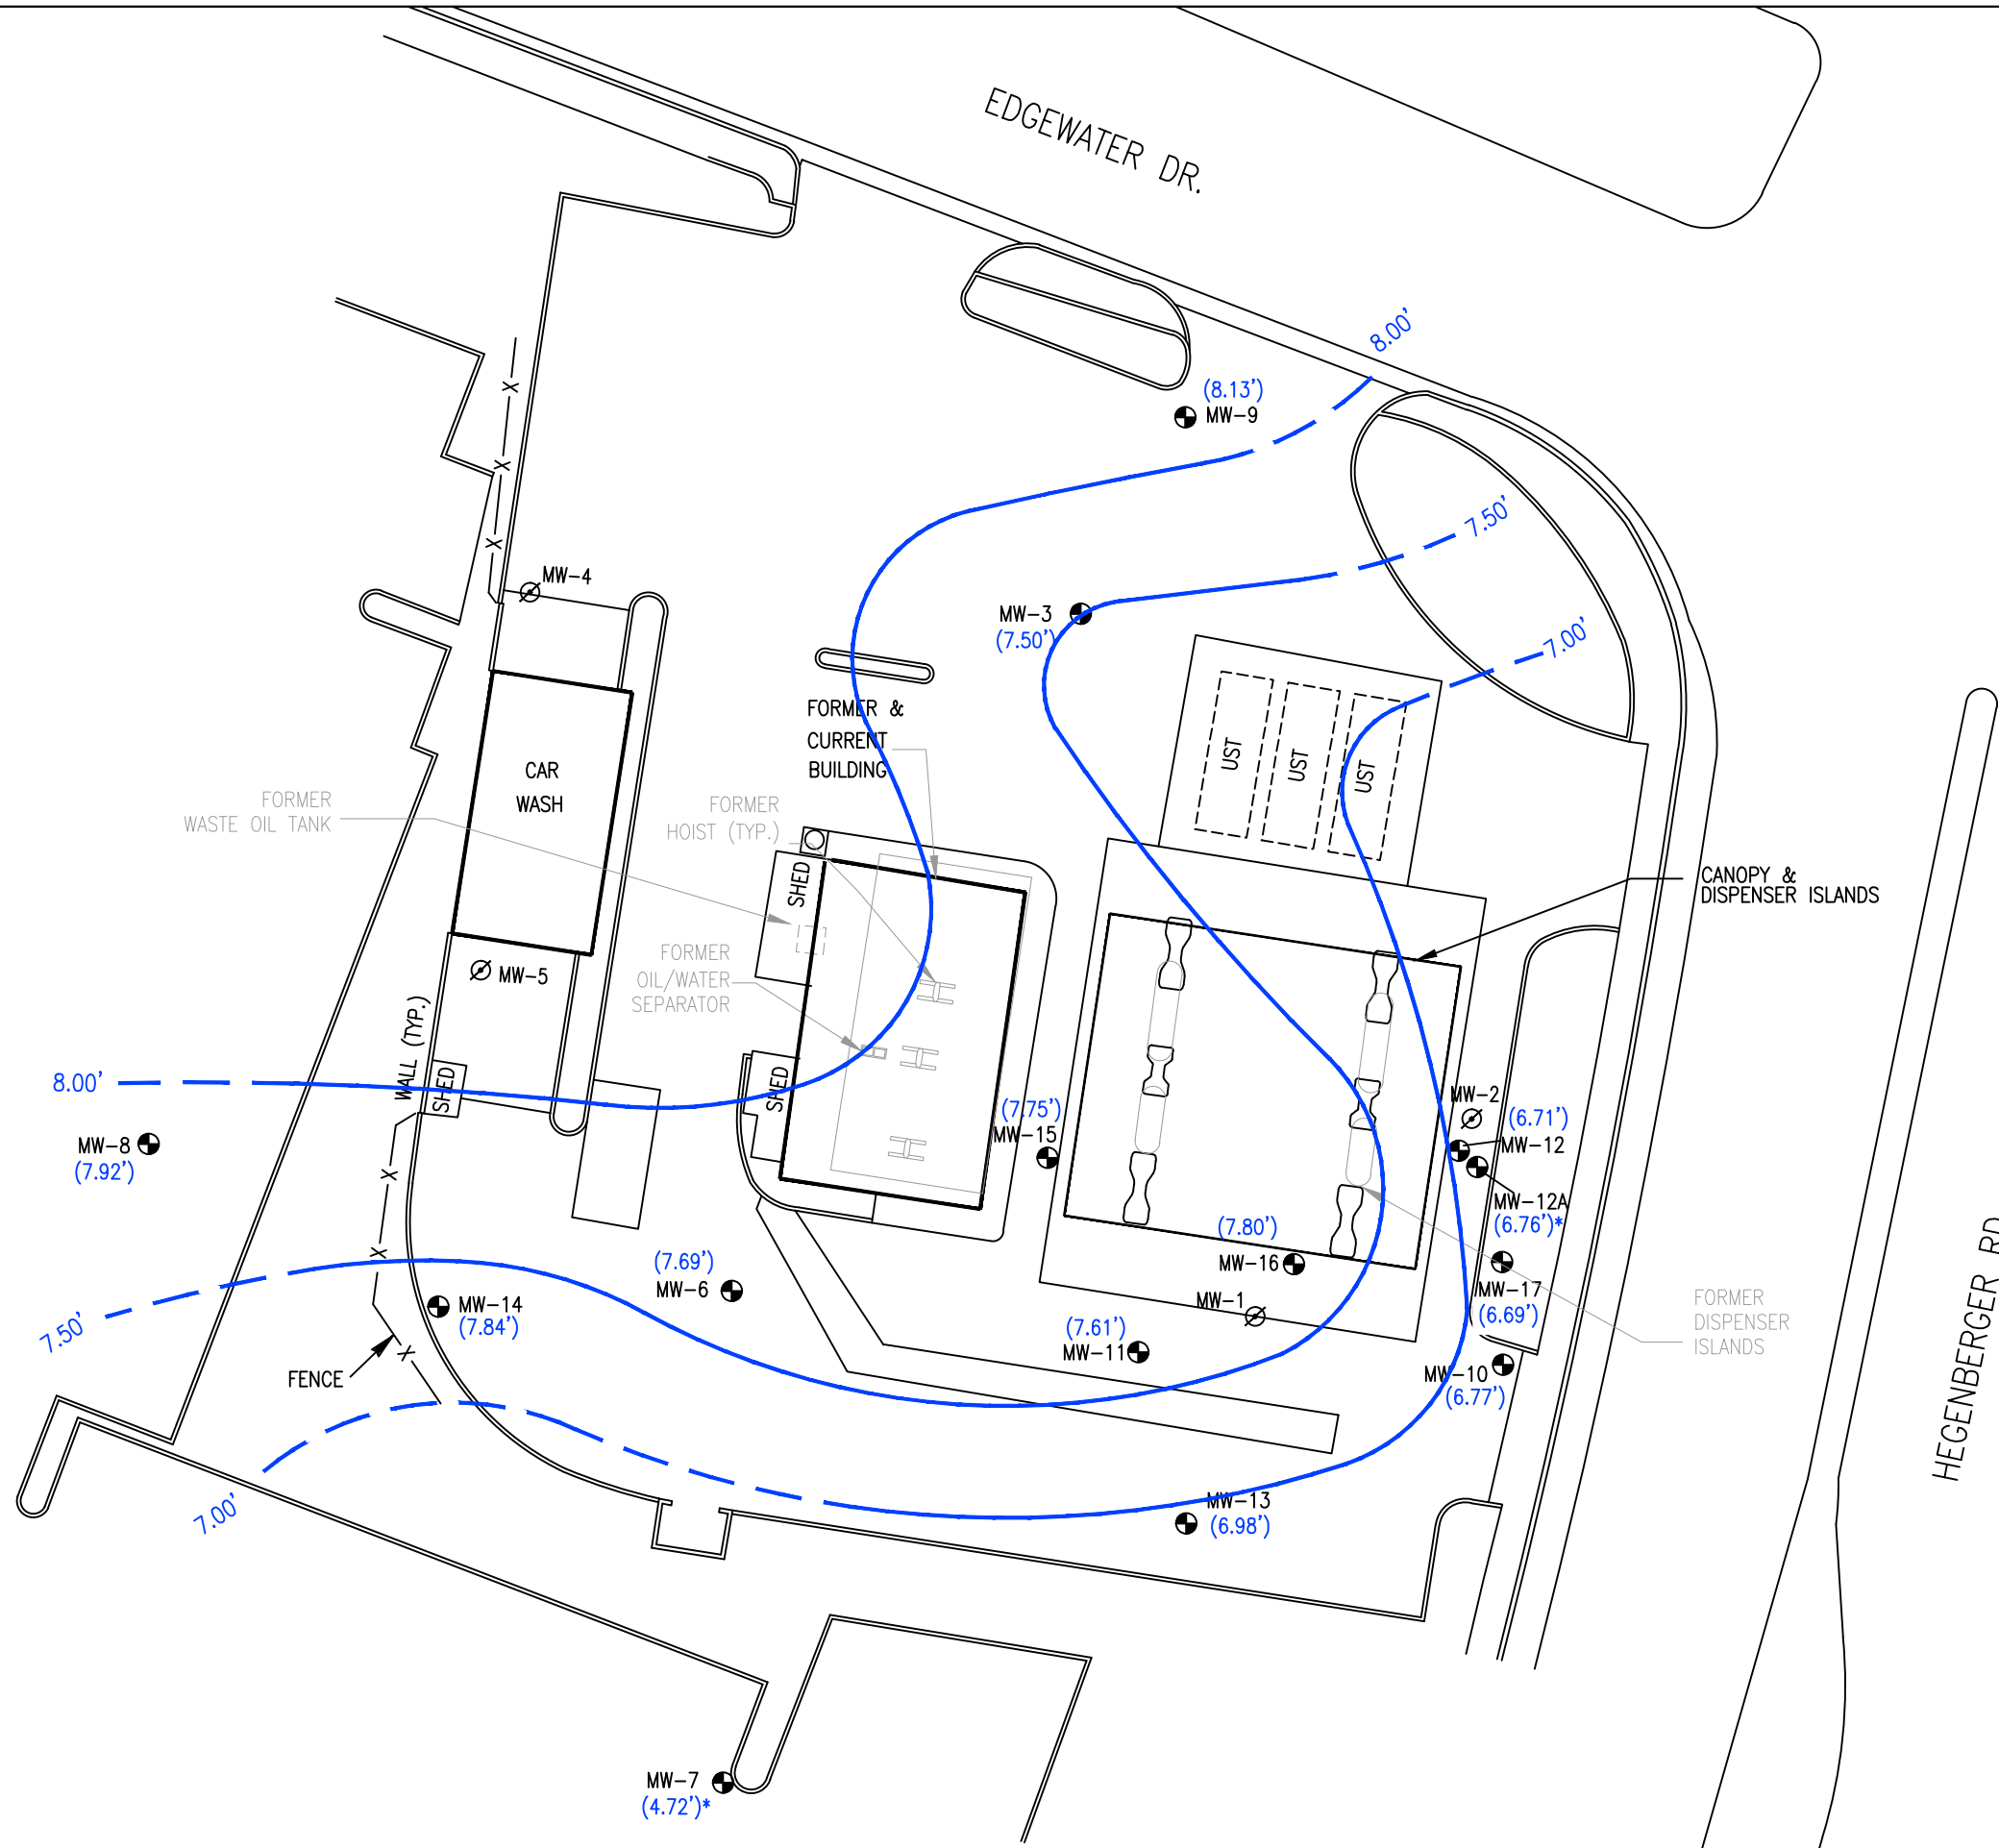 EDGEWATER DR.
8.00'
(8.13')
MW-9
7.50'
MW-4
MW-3
(7.50')
7.00'
FORMER &
CURRENT
BUILDING
UST
UST
UST
CAR
WASH
FORMER
WASTE OIL TANK
FORMER
HOIST (TYP.)
SHED
CANOPY &
DISPENSER ISLANDS
FORMER
OIL/WATER
SEPARATOR
MW-5
WALL (TYP.)
SHED
SHED
8.00'
MW-8
(7.92')
(7.75')
MW-15
MW-2
(6.71')
MW-12
MW-12A
(6.76')*
(7.80')
MW-16
MW-17
(6.69')
(7.69')
MW-6
MW-1
MW-14
(7.84')
7.50'
(7.61')
MW-11
FORMER
DISPENSER
ISLANDS
FENCE
MW-10
(6.77')
HEGENBERGER RD
7.00'
MW-13
(6.98')
MW-7
(4.72')*
X
X
X
X
X
X